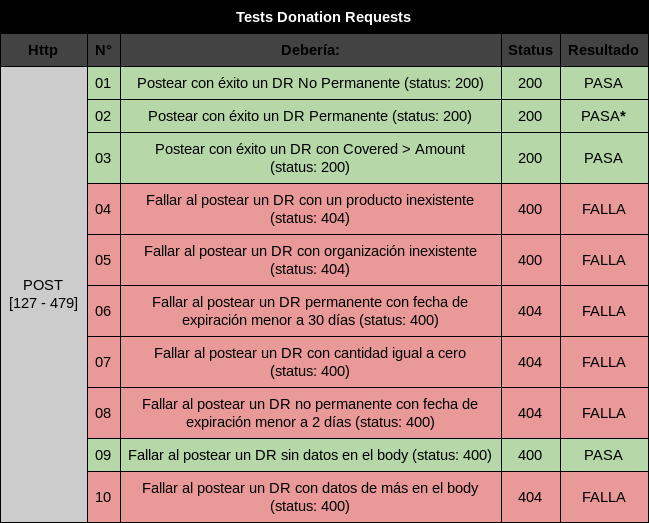 Tests Donation Requests
Http N° Debería: Status Resultado
POST
[127 - 479]
01 Postear con éxito un DR No Permanente (status: 200) 200 PASA
02 Postear con éxito un DR Permanente (status: 200) 200 PASA*
03 Postear con éxito un DR con Covered > Amount
(status: 200) 200 PASA
04 Fallar al postear un DR con un producto inexistente
(status: 404) 400 FALLA
05 Fallar al postear un DR con organización inexistente
(status: 404) 400 FALLA
06 Fallar al postear un DR permanente con fecha de
expiración menor a 30 días (status: 400) 404 FALLA
07 Fallar al postear un DR con cantidad igual a cero
(status: 400) 404 FALLA
08 Fallar al postear un DR no permanente con fecha de
expiración menor a 2 días (status: 400) 404 FALLA
09 Fallar al postear un DR sin datos en el body (status: 400) 400 PASA
10 Fallar al postear un DR con datos de más en el body
(status: 400) 404 FALLA